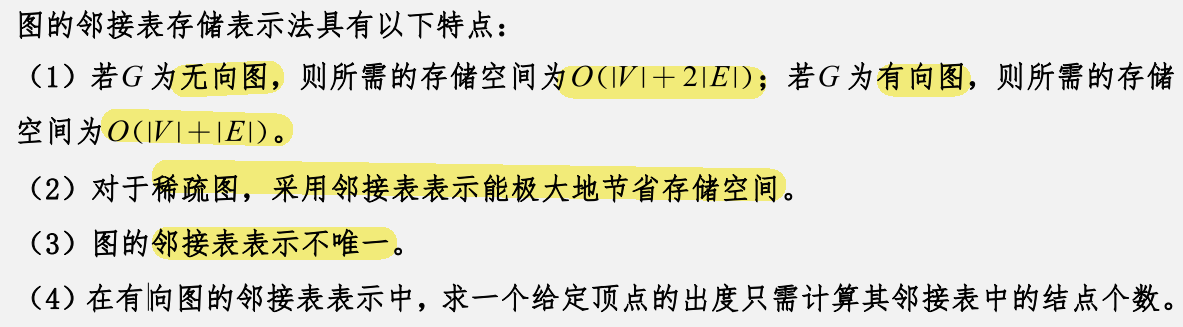 图的邻接表存储表示法具有以下特点：
（1）若G为无向图，则所需的存储空间为O(|V|＋2|E|)；若G为有向图，则所需的存储
空间为O(|V|＋|E|)。
（2）对于稀疏图，采用邻接表表示能极大地节省存储空间。
（3）图的邻接表表示不唯一。
（4）在有向图的邻接表表示中，求一个给定顶点的出度只需计算其邻接表中的结点个数。